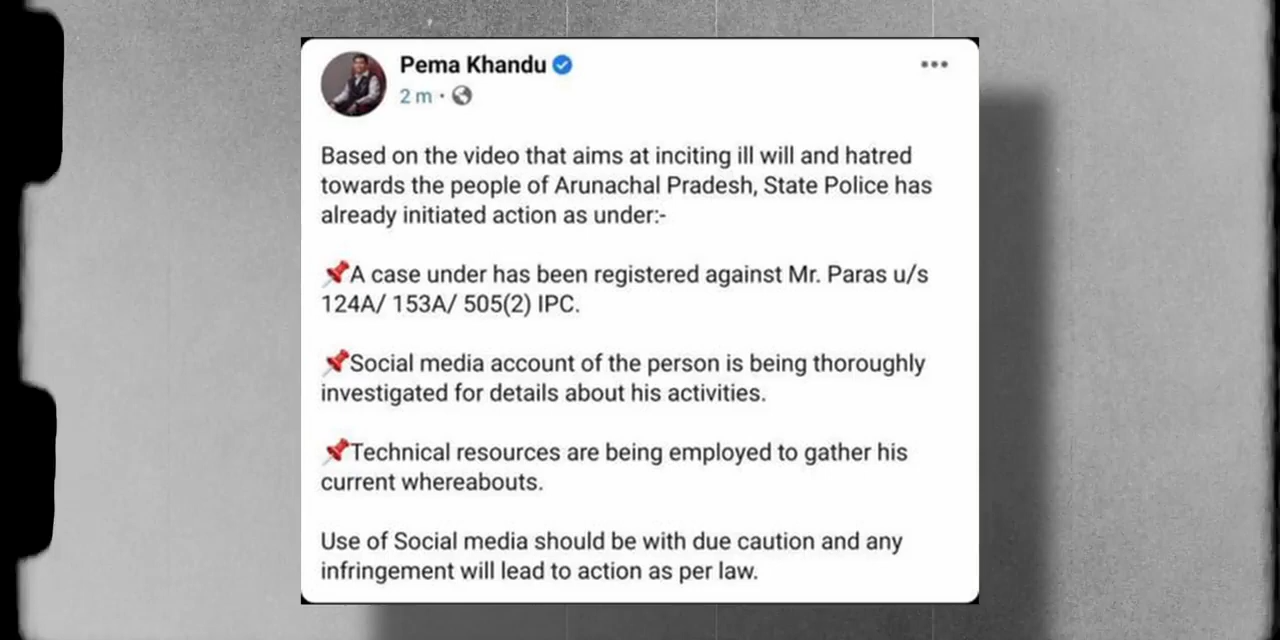 Pema Khandu
2 m ·
Based on the video that aims at inciting ill will and hatred
towards the people of Arunachal Pradesh, State Police has
already initiated action as under:-
📌A case under has been registered against Mr. Paras u/s
124A/ 153A/ 505(2) IPC.
📌Social media account of the person is being thoroughly
investigated for details about his activities.
📌Technical resources are being employed to gather his
current whereabouts.
Use of Social media should be with due caution and any
infringement will lead to action as per law.